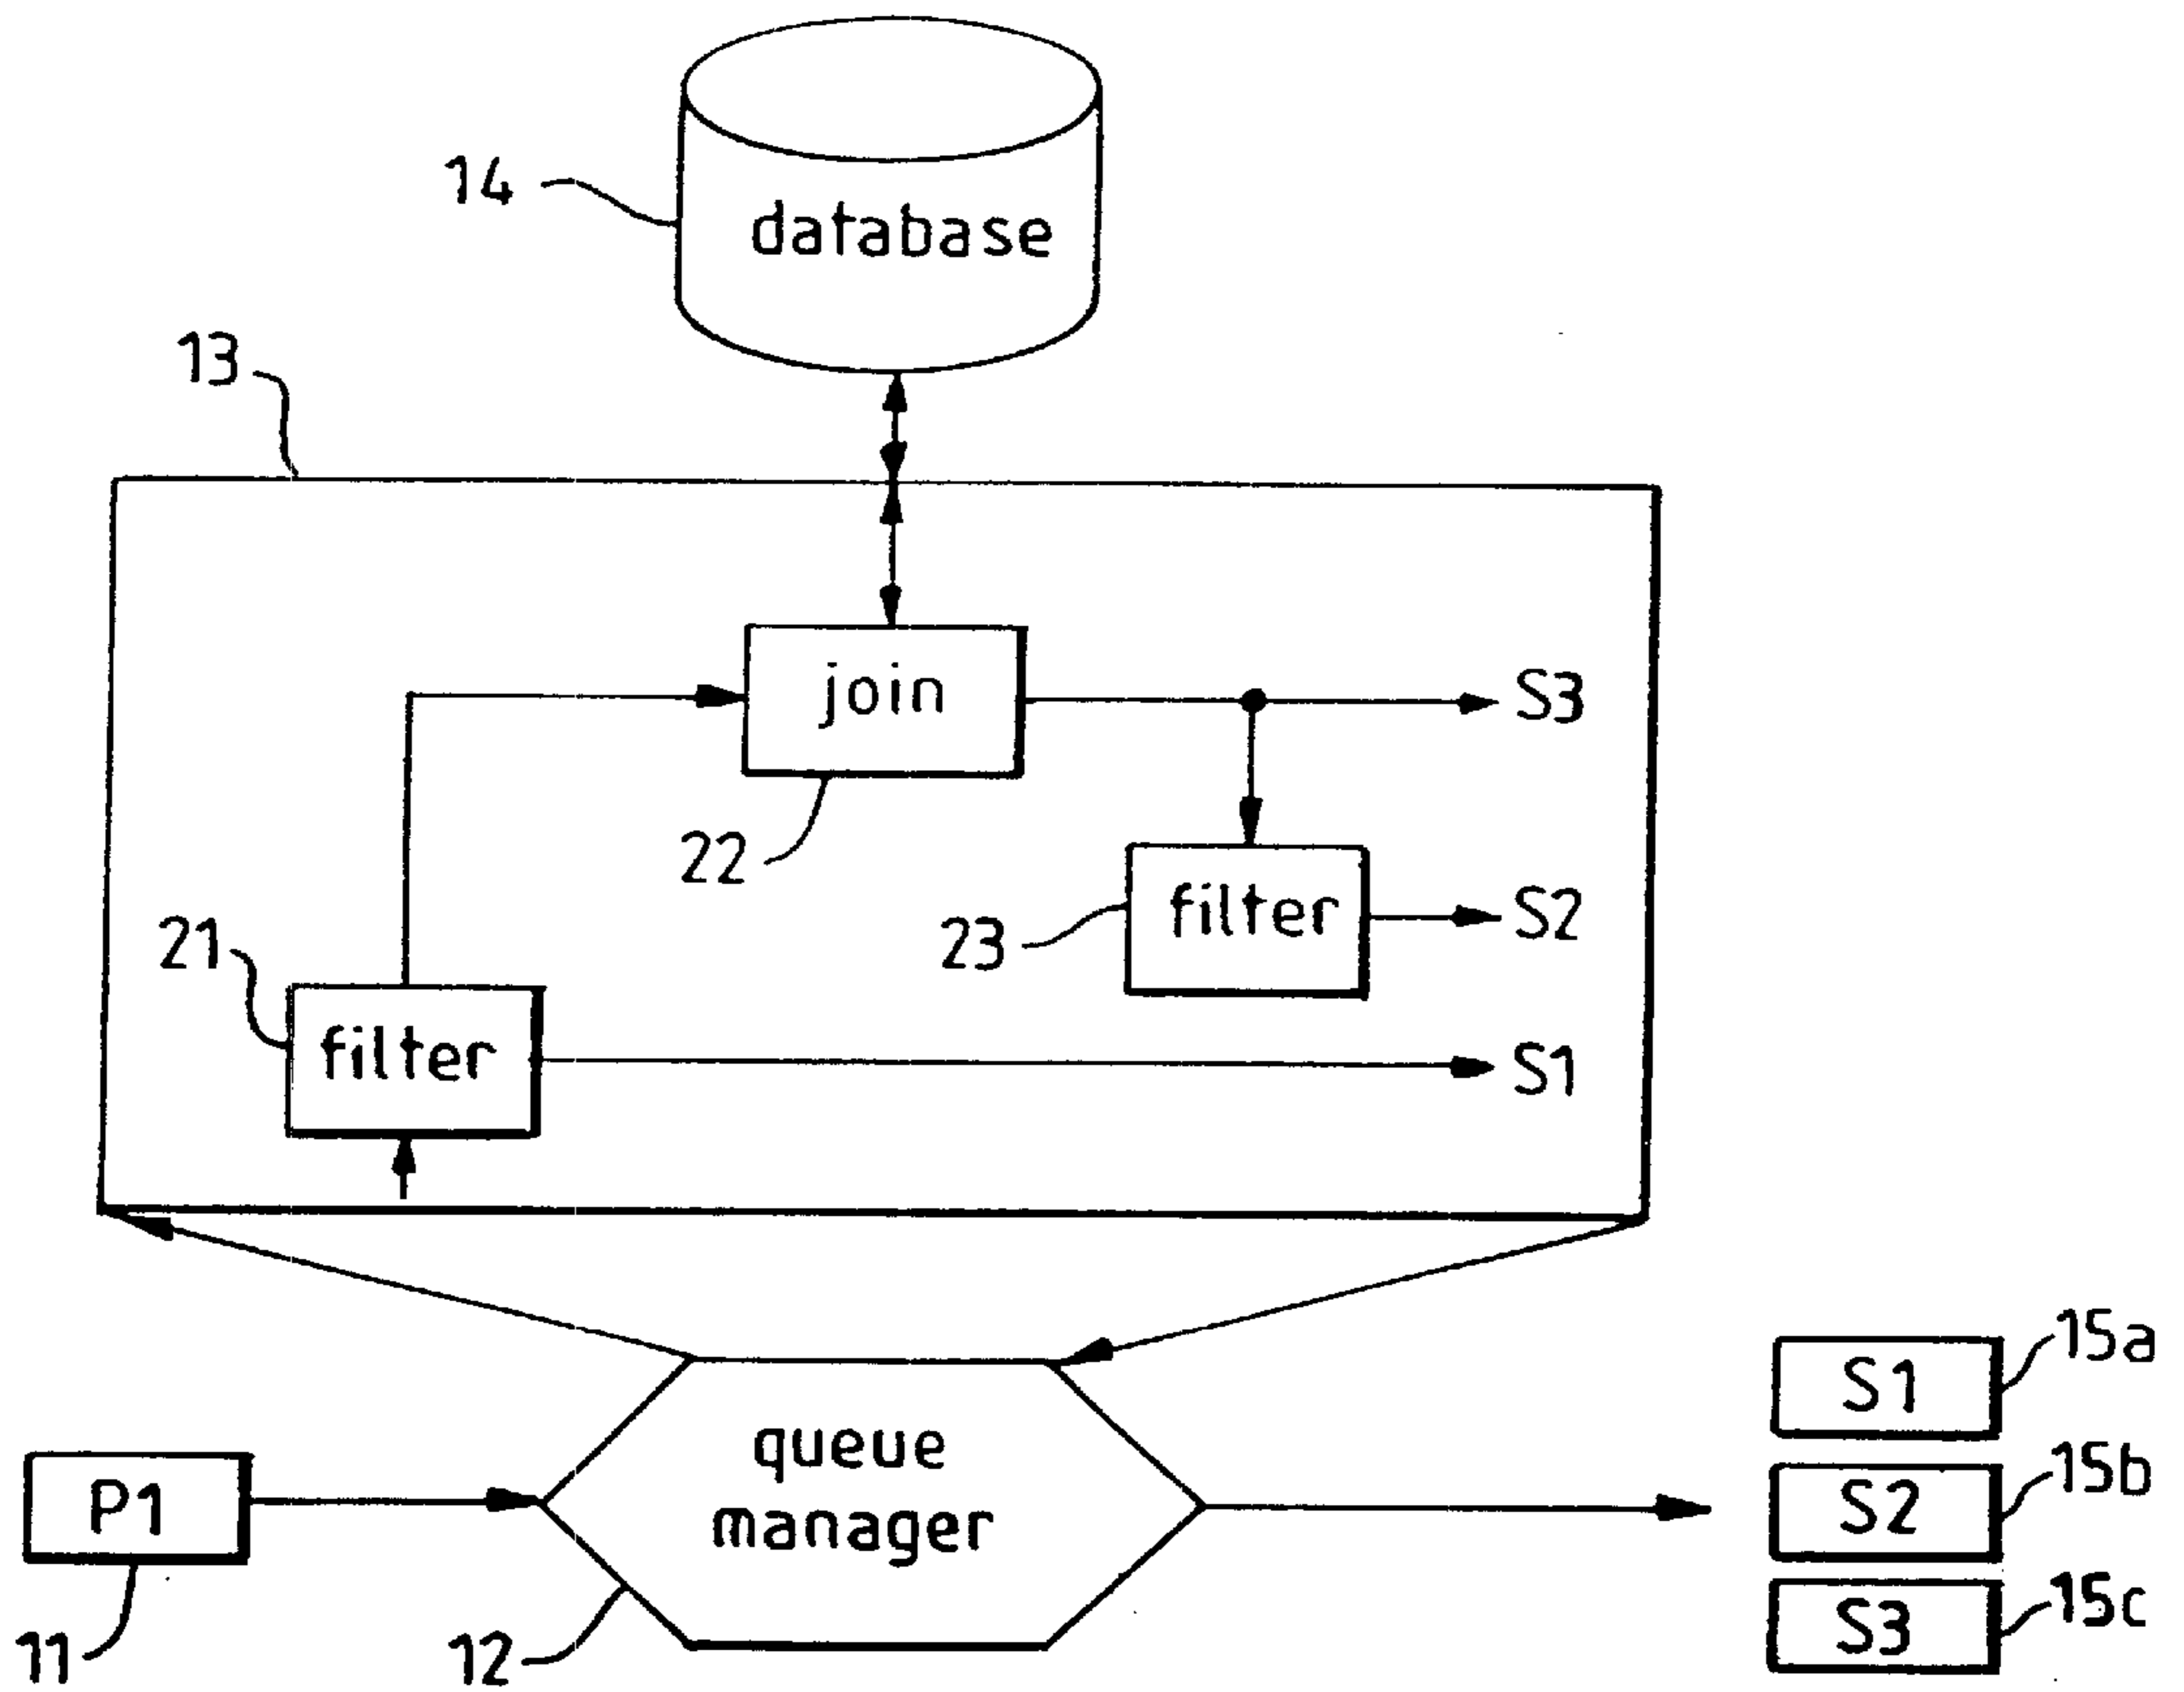 14
database
13
join
S3
22
filter
S2
23
21
filter
S1
15a
S1
queue
manager
15b
S2
P1
15c
S3
11
12